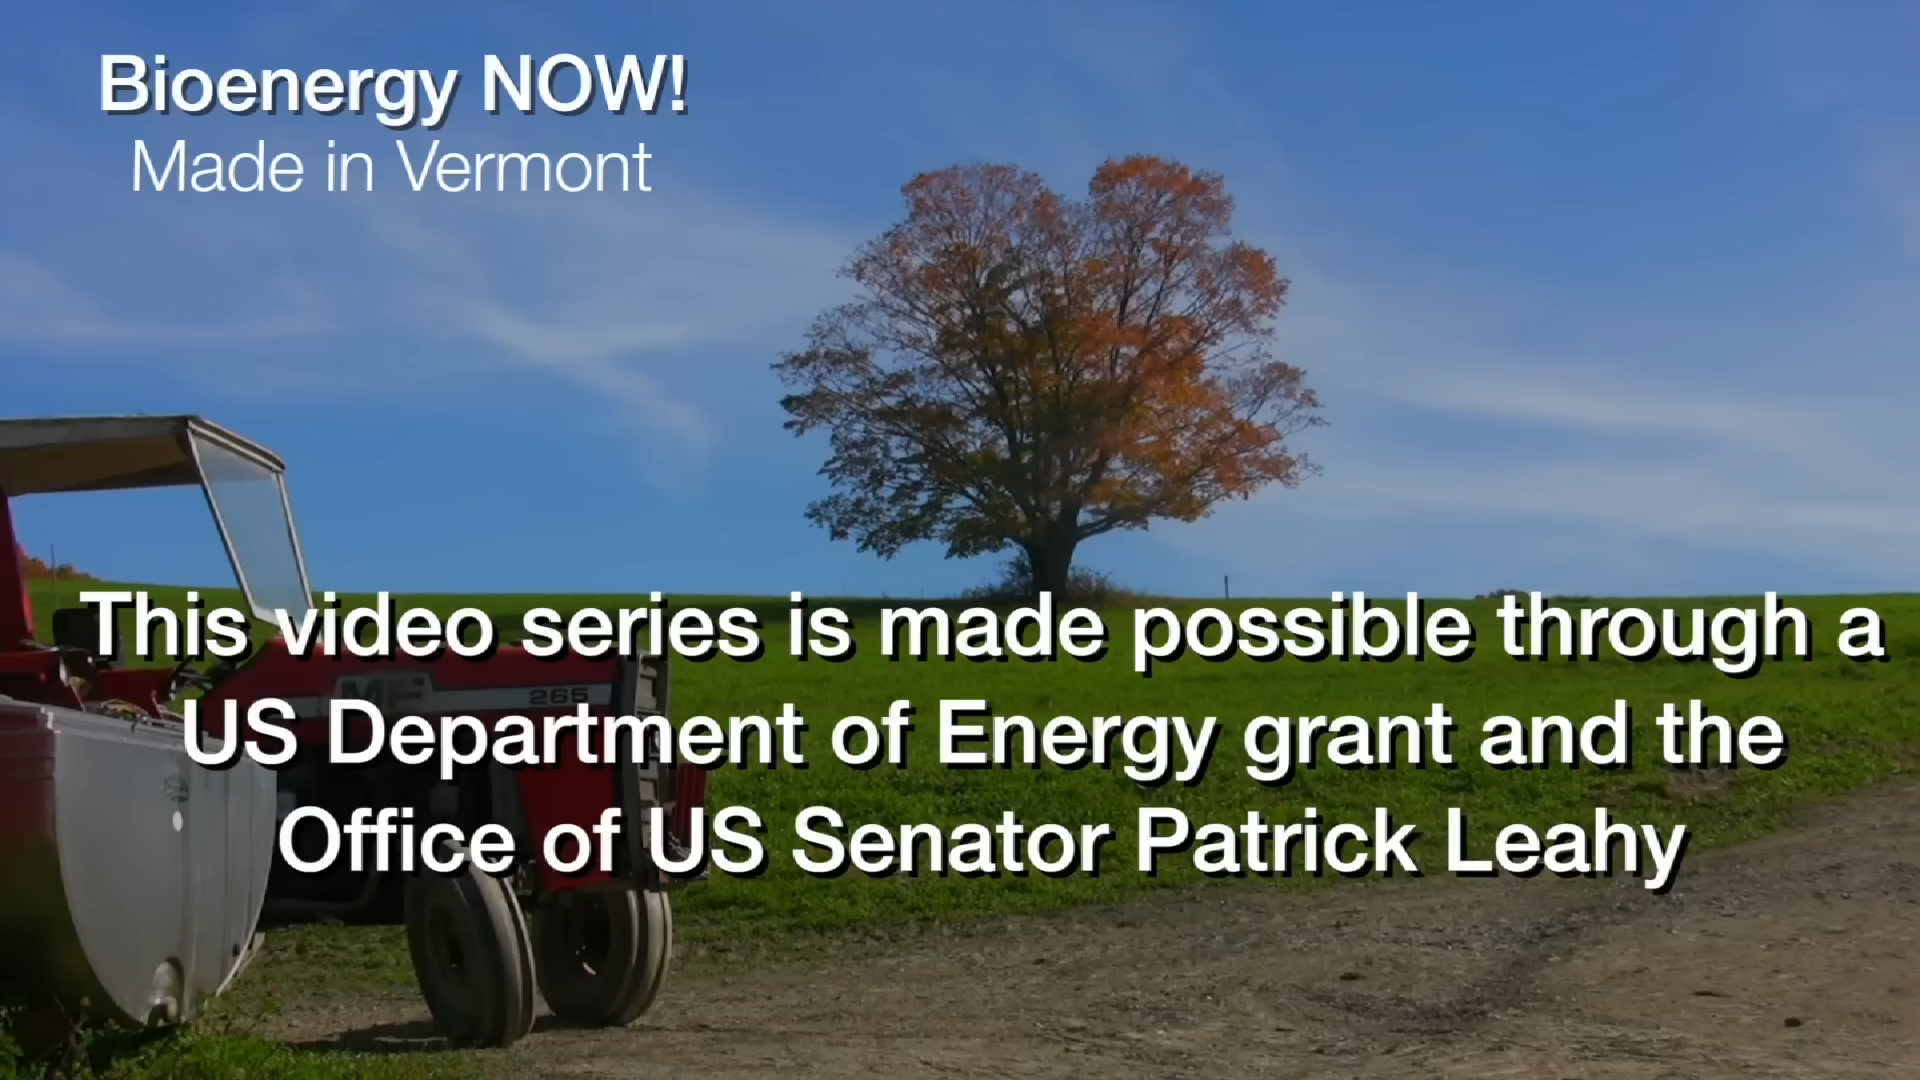 Bioenergy NOW!
Made in Vermont
This video series is made possible through a
US Department of Energy grant and the
Office of US Senator Patrick Leahy
MF 265